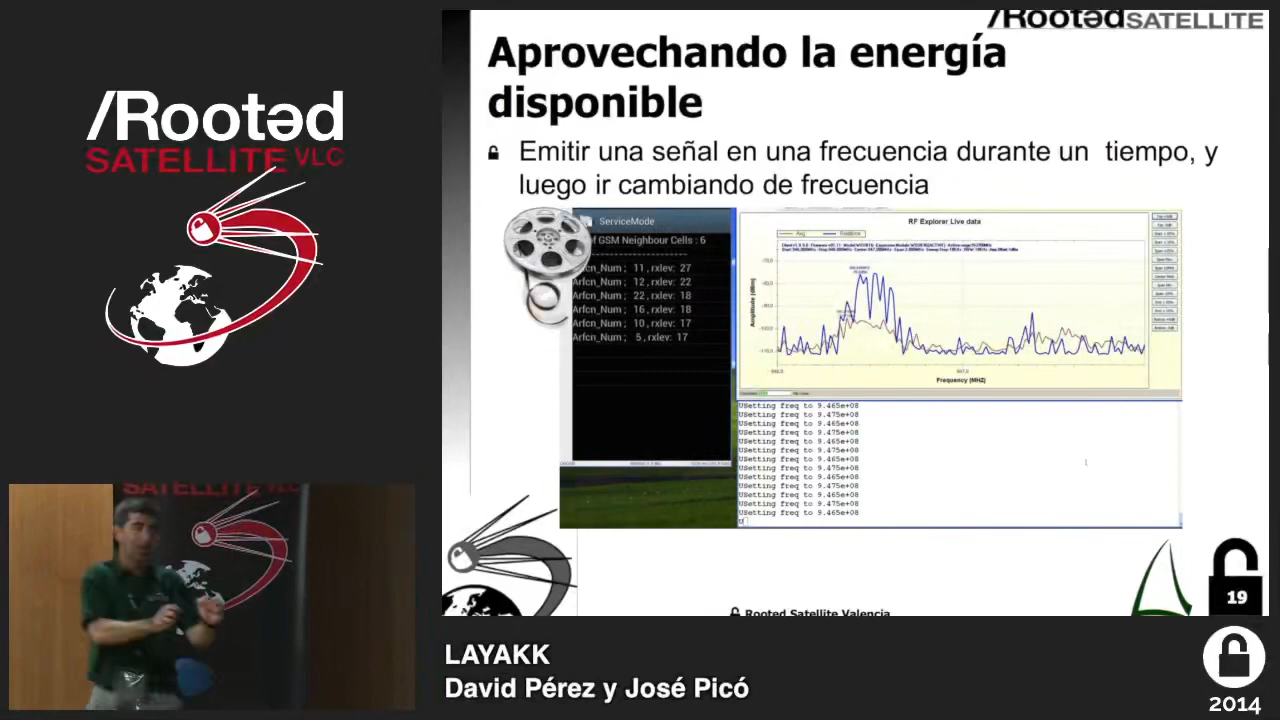 /Rootəd
SATELLITE VLC
/Rootəd SATELLITE
Aprovechando la energía
disponible
Emitir una señal en una frecuencia durante un tiempo, y
luego ir cambiando de frecuencia
ServiceMode
of GSM Neighbour Cells : 6
Arfcn_Num ; 11 , rxlev: 27
Arfcn_Num ; 12 , rxlev: 22
Arfcn_Num ; 22 , rxlev: 18
Arfcn_Num ; 16 , rxlev: 18
Arfcn_Num ; 10 , rxlev: 17
Arfcn_Num ; 5 , rxlev: 17
RF Explorer Live data
Amplitude (dBm)
Frequency (MHZ)
USetting freq to 9.465e+08
USetting freq to 9.475e+08
USetting freq to 9.465e+08
USetting freq to 9.475e+08
USetting freq to 9.465e+08
USetting freq to 9.475e+08
USetting freq to 9.465e+08
USetting freq to 9.475e+08
USetting freq to 9.465e+08
USetting freq to 9.475e+08
USetting freq to 9.465e+08
USetting freq to 9.475e+08
USetting freq to 9.465e+08
U
Rooted Satellite Valencia
19
LAYAKK
David Pérez y José Picó
2014